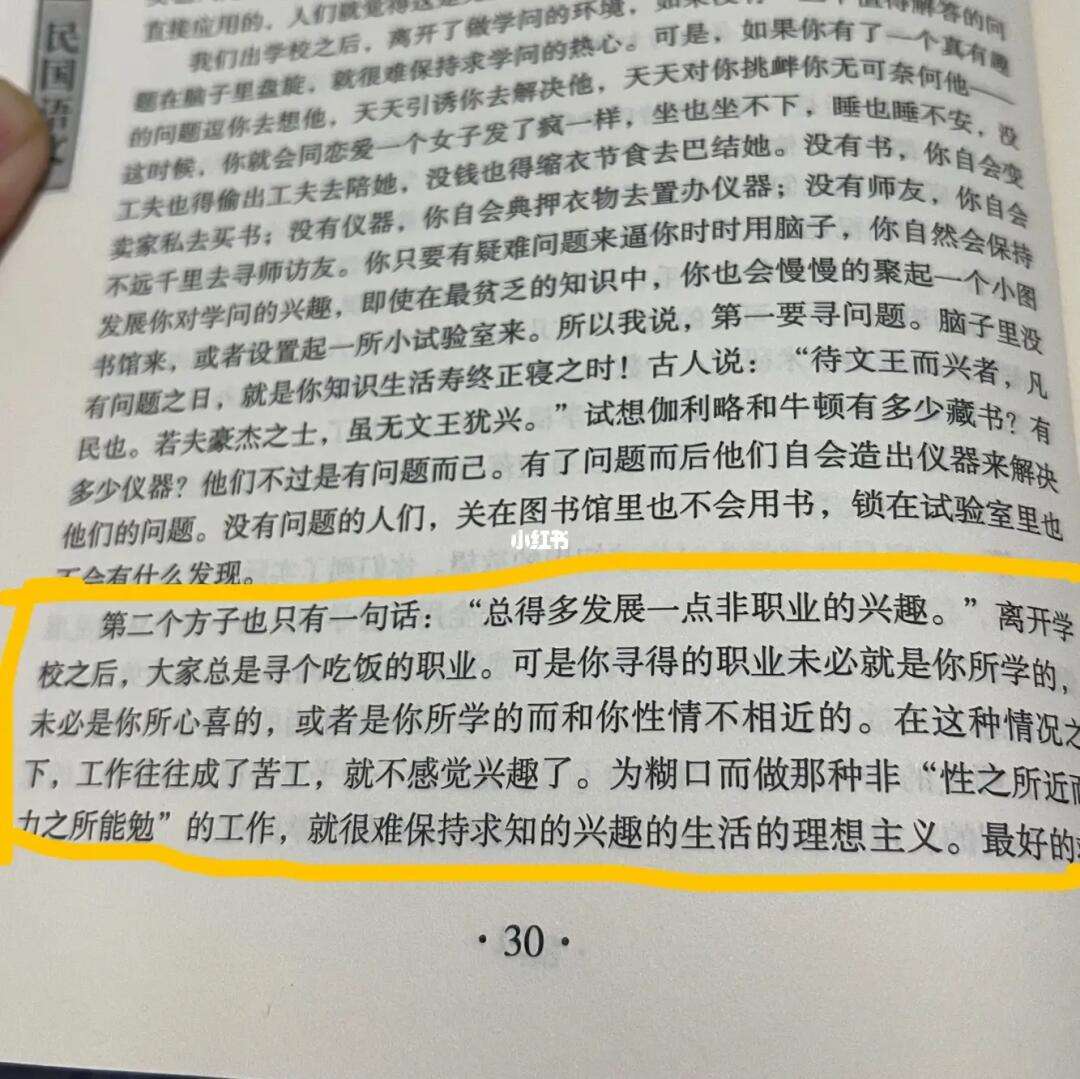 民国语文
直接应用的，人们就觉得这是
我们出学校之后，离开了做学问的环境，如果没有一
值得解答的问
题在脑子里盘旋，就很难保持求学问的热心。可是，如果你有了一个真有趣
的问题逗你去想他，天天引诱你去解决他，天天对你挑衅你无可奈何他——
这时候，你就会同恋爱一个女子发了疯一样，坐也坐不下，睡也睡不安，没
工夫也得偷出工夫去陪她，没钱也得缩衣节食去巴结她。没有书，你自会变
卖家私去买书；没有仪器，你自会典押衣物去置办仪器；没有师友，你自会
不远千里去寻师访友。你只要有疑难问题来逼你时时用脑子，你自然会保持
发展你对学问的兴趣，即使在最贫乏的知识中，你也会慢慢的聚起一个小图
书馆来，或者设置起一所小试验室来。所以我说，第一要寻问题。脑子里没
有问题之日，就是你知识生活寿终正寝之时！古人说：“待文王而兴者，凡
民也。若夫豪杰之士，虽无文王犹兴。”试想伽利略和牛顿有多少藏书？有
多少仪器？他们不过是有问题而己。有了问题而后他们自会造出仪器来解决
他们的问题。没有问题的人们，关在图书馆里也不会用书，锁在试验室里也
不会有什么发现。
小红书
第二个方子也只有一句话：“总得多发展一点非职业的兴趣。”离开学
校之后，大家总是寻个吃饭的职业。可是你寻得的职业未必就是你所学的，
未必是你所心喜的，或者是你所学的而和你性情不相近的。在这种情况之
下，工作往往成了苦工，就不感觉兴趣了。为糊口而做那种非“性之所近而
力之所能勉”的工作，就很难保持求知的兴趣的生活的理想主义。最好的
·30·